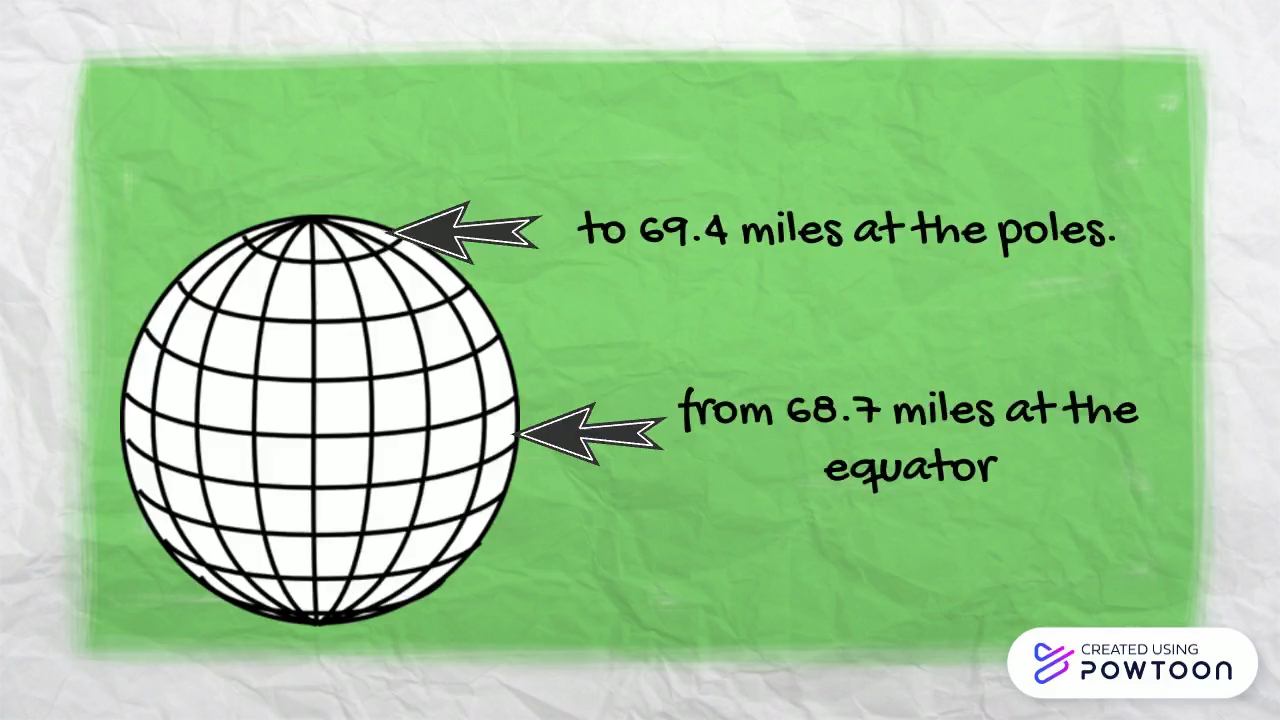 to 69.4 miles at the poles.
from 68.7 miles at the
equator
CREATED USING
POWTOON